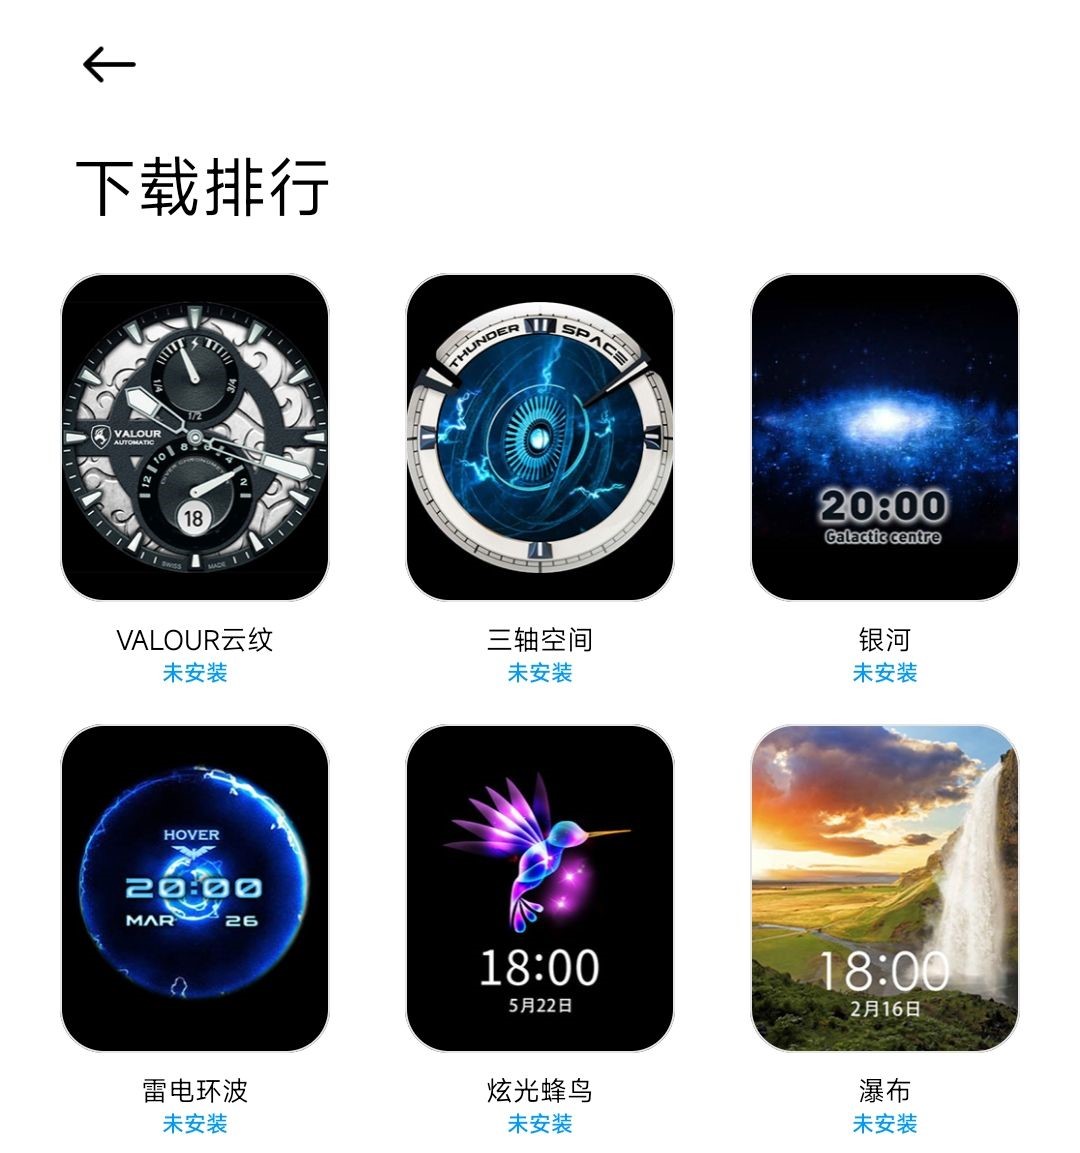 下载排行
1/4
3/4
1/2
VALOUR
AUTOMATIC
12 10 8 6 4 2
18
SWISS MADE
THUNDER SPACE
20:00
Galactic centre
VALOUR云纹
三轴空间
银河
未安装
未安装
未安装
HOVER
20:00
MAR 26
18:00
5月22日
18:00
2月16日
雷电环波
炫光蜂鸟
瀑布
未安装
未安装
未安装